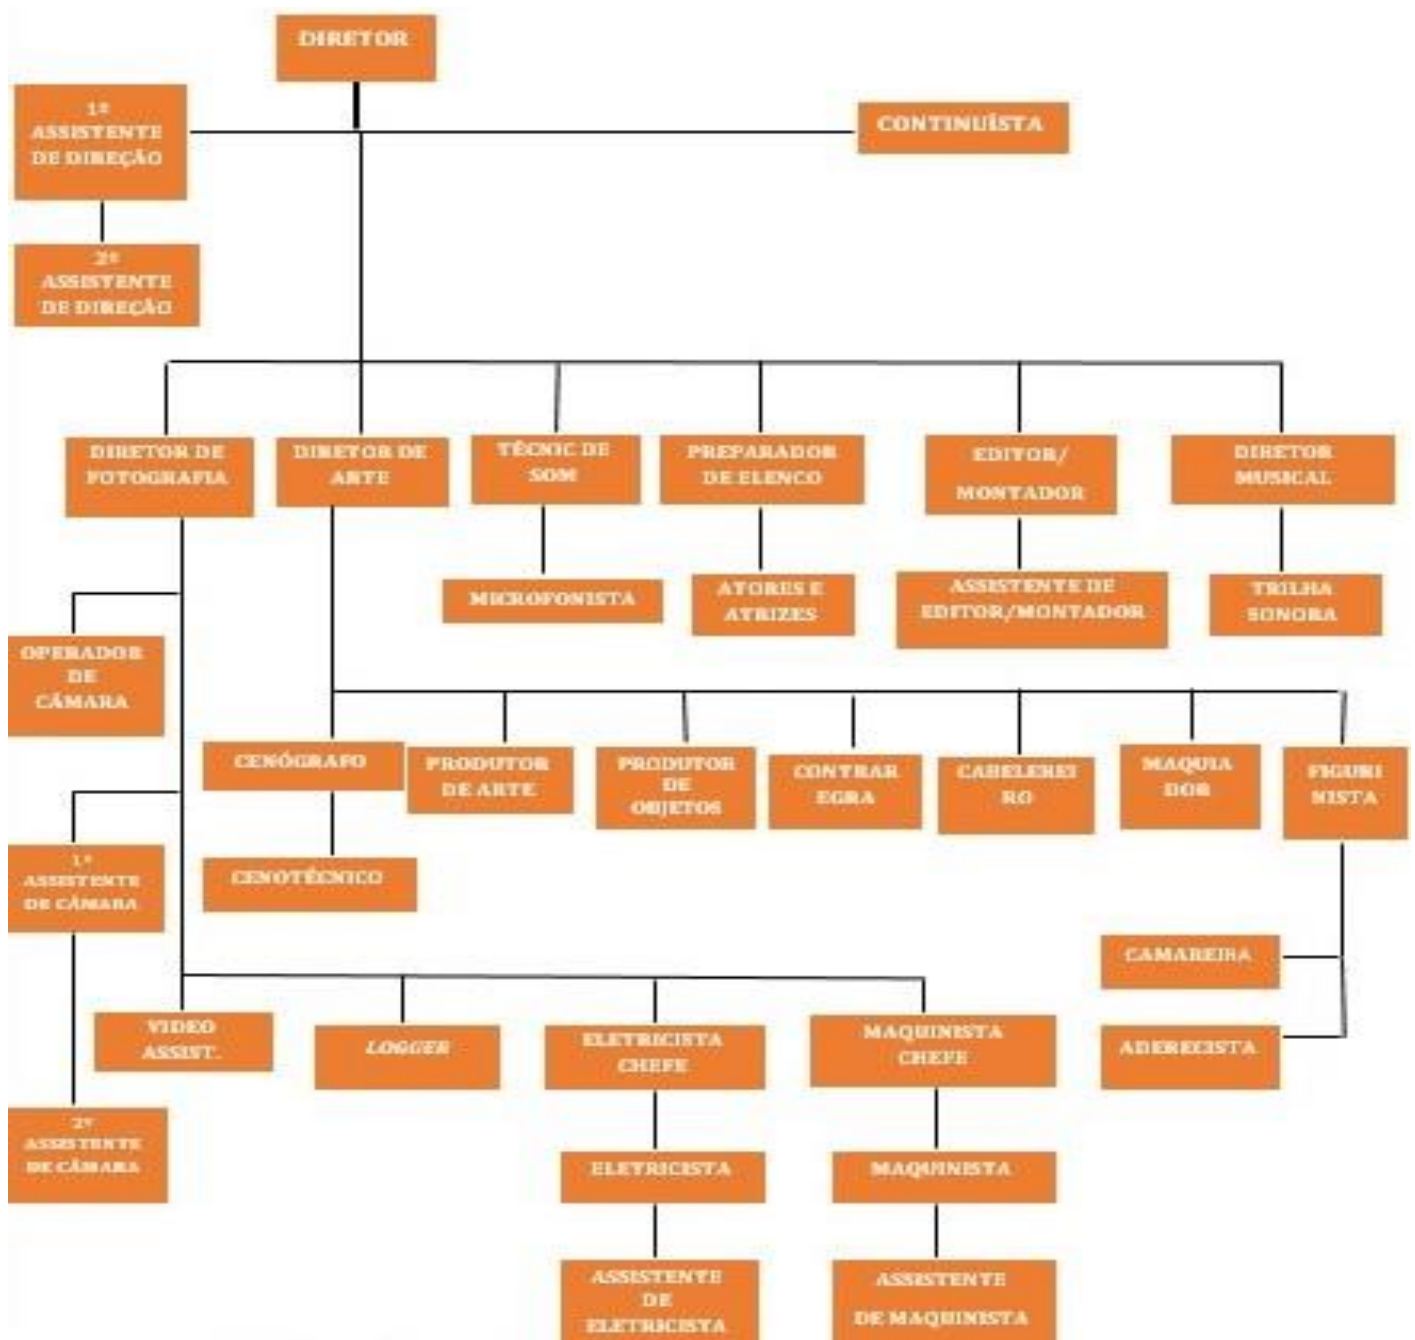 DIRETOR
1º
ASSISTENTE
DE DIREÇÃO
CONTINUÍSTA
2º
ASSISTENTE
DE DIREÇÃO
DIRETOR DE
FOTOGRAFIA
DIRETOR DE
ARTE
TÉCNIC DE
SOM
PREPARADOR
DE ELENCO
EDITOR/
MONTADOR
DIRETOR
MUSICAL
MICROFONISTA
ATORES E
ATRIZES
ASSISTENTE DE
EDITOR/MONTADOR
TRILHA
SONORA
OPERADOR
DE
CÂMARA
CENÓGRAFO
PRODUTOR
DE ARTE
PRODUTOR
DE
OBJETOS
CONTRAR
EGRA
CABELEREI
RO
MAQUIA
DOR
FIGURI
NISTA
1º
ASSISTENTE
DE CÂMARA
CENOTÉCNICO
CAMAREIRA
ADERECISTA
VIDEO
ASSIST.
LOGGER
ELETRICISTA
CHEFE
MAQUINISTA
CHEFE
2º
ASSISTENTE
DE CÂMARA
ELETRICISTA
MAQUINISTA
ASSISTENTE
DE
ELETRICISTA
ASSISTENTE
DE MAQUINISTA